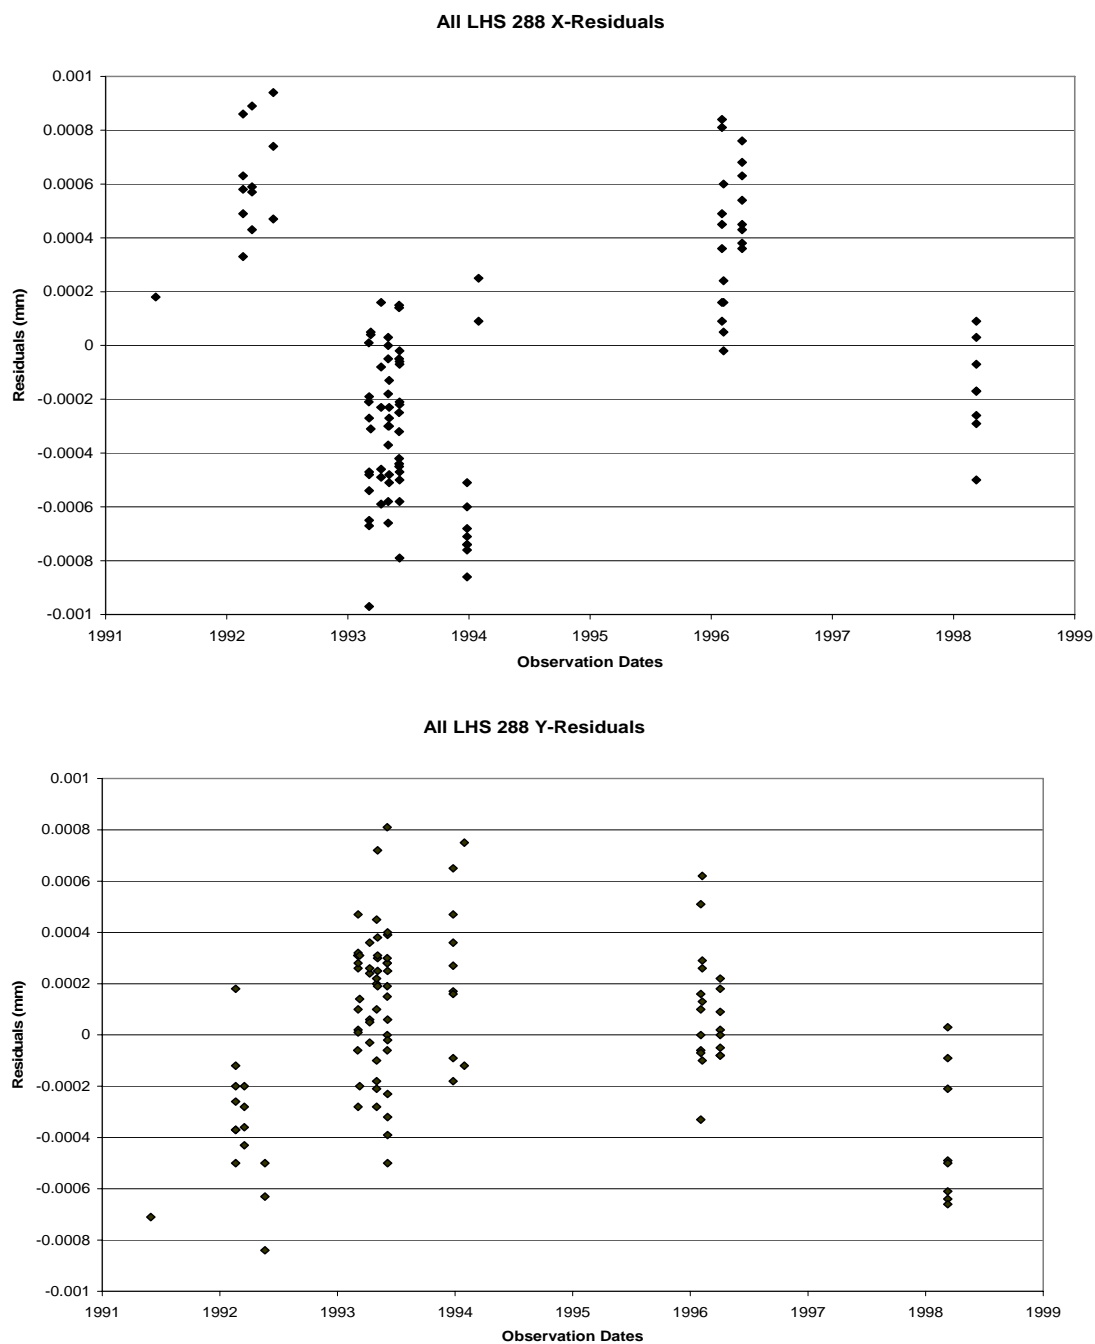 All LHS 288 X-Residuals
0.001
0.0008
0.0006
0.0004
0.0002
0
-0.0002
-0.0004
-0.0006
-0.0008
-0.001
Residuals (mm)
1991 1992 1993 1994 1995 1996 1997 1998 1999
Observation Dates
All LHS 288 Y-Residuals
0.001
0.0008
0.0006
0.0004
0.0002
0
-0.0002
-0.0004
-0.0006
-0.0008
-0.001
Residuals (mm)
1991 1992 1993 1994 1995 1996 1997 1998 1999
Observation Dates